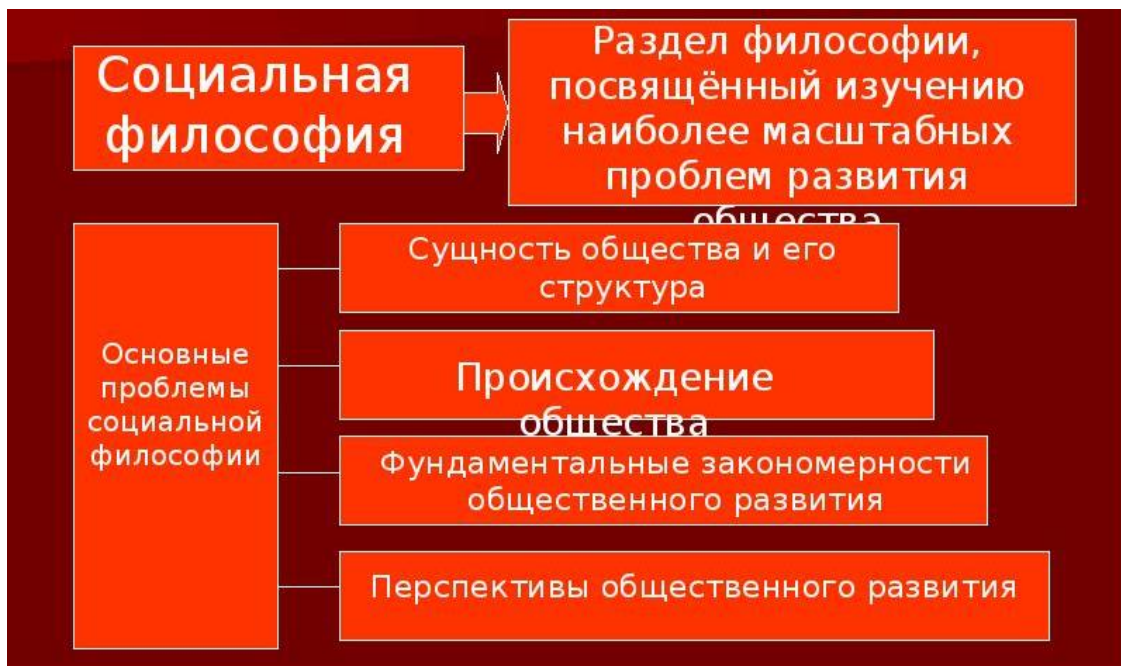 Социальная
философия
Раздел философии,
посвящённый изучению
наиболее масштабных
проблем развития
общества
Основные
проблемы
социальной
философии
Сущность общества и его
структура
Происхождение
общества
Фундаментальные закономерности
общественного развития
Перспективы общественного развития